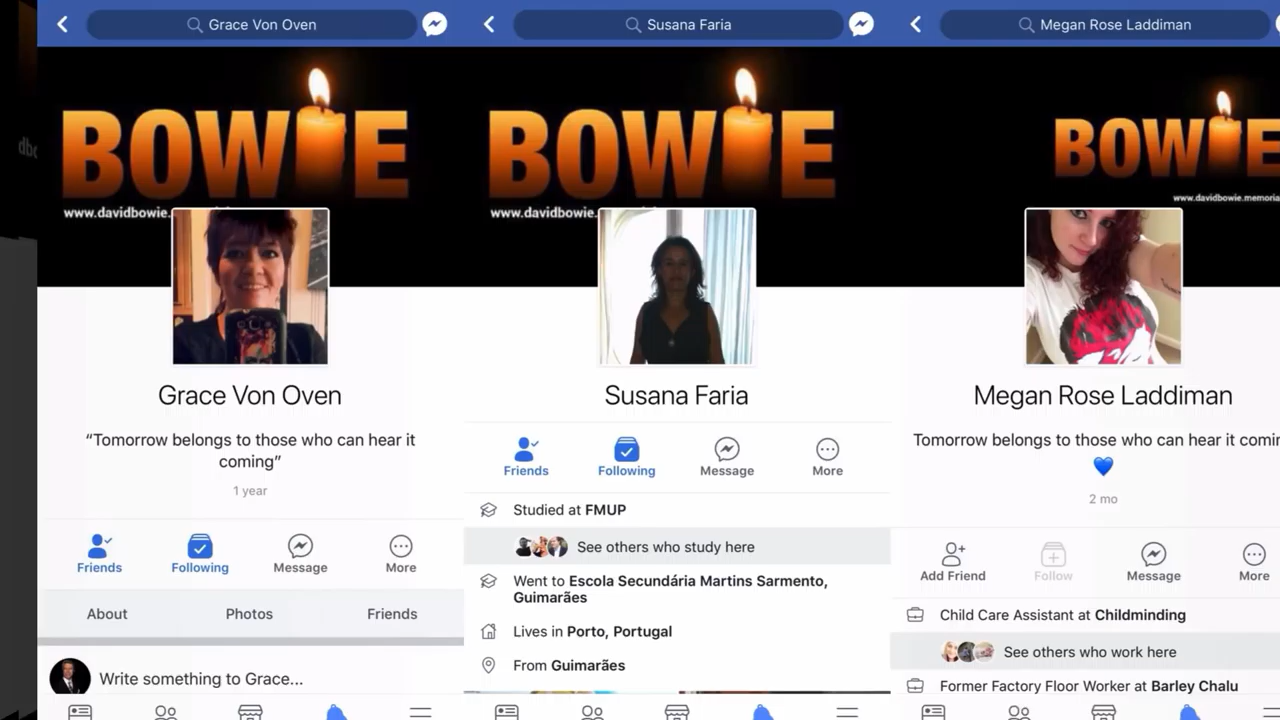 Grace Von Oven
BOWIE
www.davidbowie.
Grace Von Oven
“Tomorrow belongs to those who can hear it
coming”
1 year
Friends
Following
Message
More
About
Photos
Friends
Write something to Grace...
Susana Faria
BOWIE
www.davidbowie.
Susana Faria
Friends
Following
Message
More
Studied at FMUP
See others who study here
Went to Escola Secundária Martins Sarmento,
Guimarães
Lives in Porto, Portugal
From Guimarães
Megan Rose Laddiman
BOWIE
www.davidbowie.memoria
Megan Rose Laddiman
Tomorrow belongs to those who can hear it comin
2 mo
Add Friend
Follow
Message
More
Child Care Assistant at Childminding
See others who work here
Former Factory Floor Worker at Barley Chalu